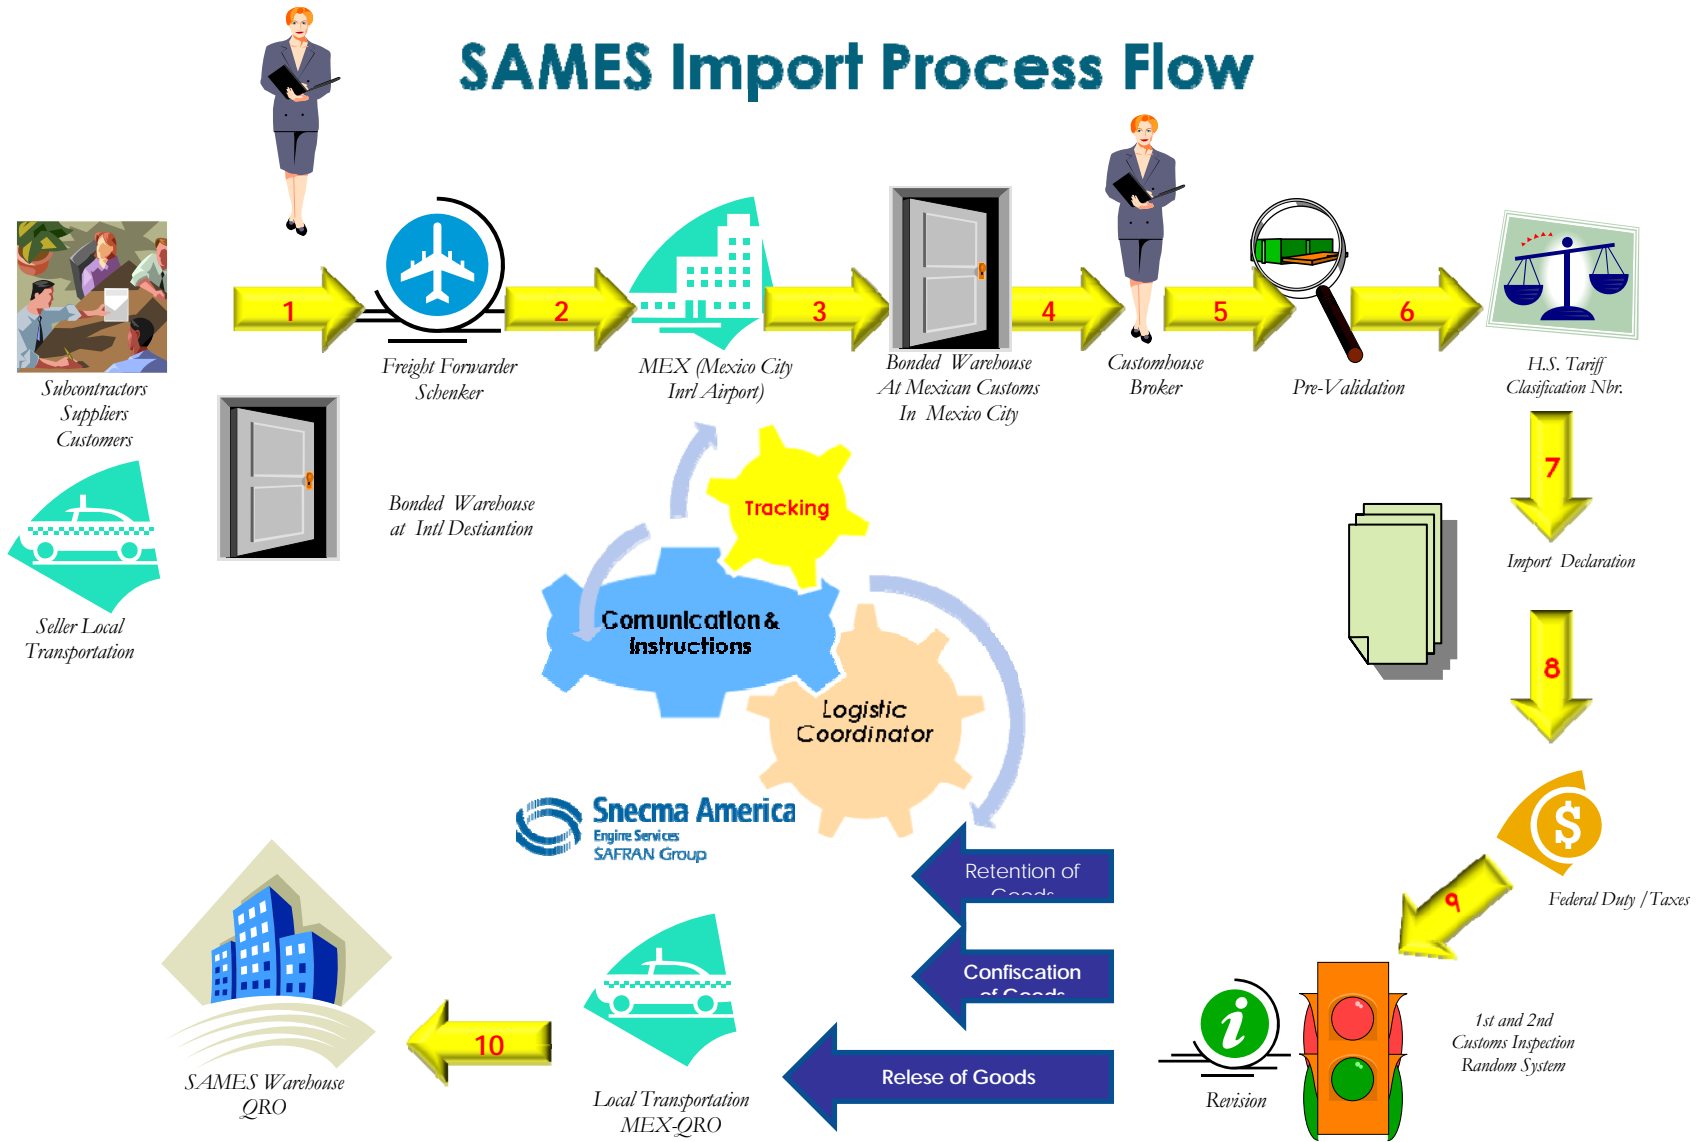 SAMES Import Process Flow
1
2
3
4
5
6
Subcontractors
Suppliers
Customers
Freight Forwarder
Schenker
MEX (Mexico City
Inrl Airport)
Bonded Warehouse
At Mexican Customs
In Mexico City
Customhouse
Broker
Pre-Validation
H.S. Tariff
Clasification Nbr.
7
Bonded Warehouse
at Intl Destiantion
Tracking
Import Declaration
Seller Local
Transportation
Comunication &
Instructions
8
Logistic
Coordinator
Snecma America
Engine Services
SAFRAN Group
Retention of
Goods
9
Federal Duty / Taxes
Confiscation
of Goods
1st and 2nd
Customs Inspection
Random System
Relese of Goods
Revision
10
SAMES Warehouse
QRO
Local Transportation
MEX-QRO